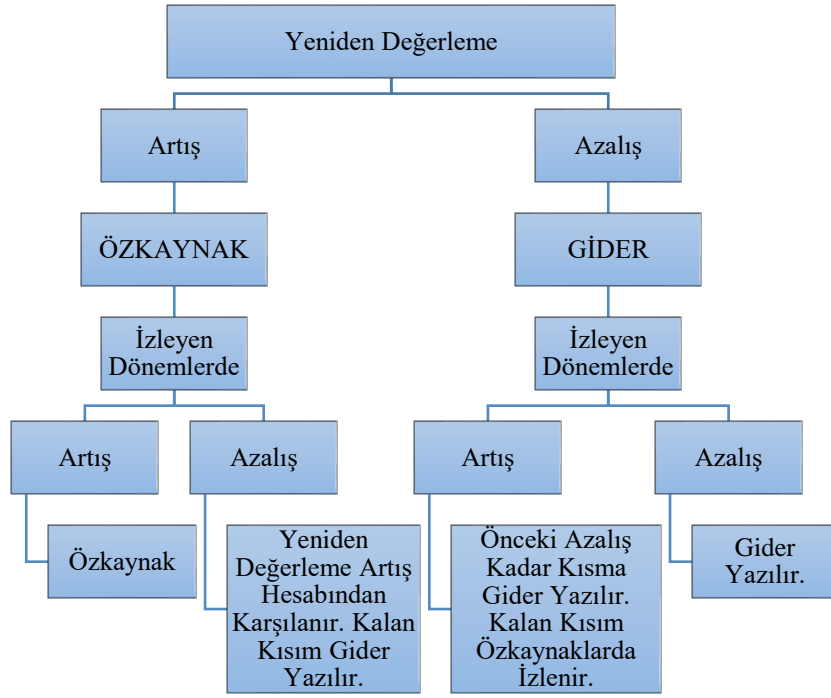 Yeniden Değerleme
Artış
Azalış
ÖZKAYNAK
GİDER
İzleyen
Dönemlerde
İzleyen
Dönemlerde
Artış
Azalış
Artış
Azalış
Özkaynak
Yeniden
Değerleme Artış
Hesabından
Karşılanır. Kalan
Kısım Gider
Yazılır.
Önceki Azalış
Kadar Kısma
Gider Yazılır.
Kalan Kısım
Özkaynaklarda
İzlenir.
Gider
Yazılır.